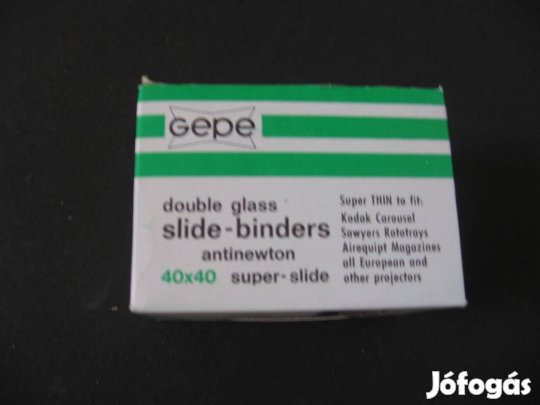 Gepe
double glass
slide-binders
antinewton
40x40 super-slide
Super THIN to fit:
Kodak Carousel
Sawyers Rototrays
Airequipt Magazines
all European and
other projectors
Jófogás